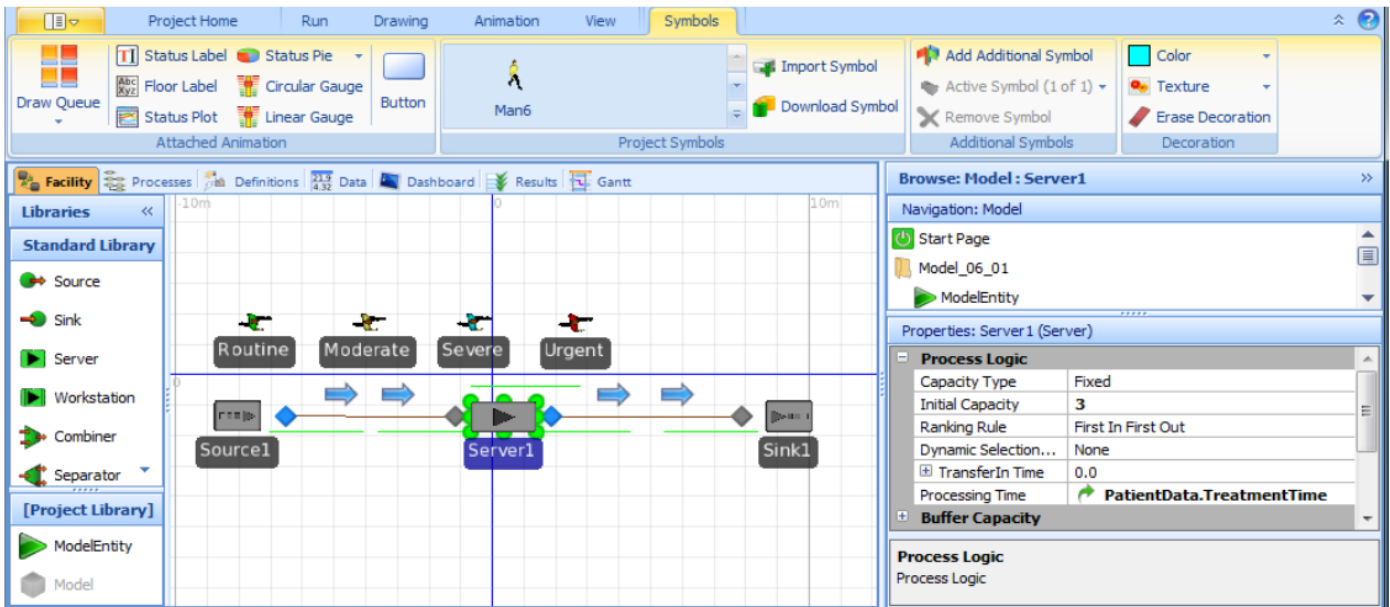 Project Home Run Drawing Animation View Symbols
Draw Queue
Status Label
Floor Label
Status Plot
Status Pie
Circular Gauge
Linear Gauge
Button
Attached Animation
Man6
Import Symbol
Download Symbol
Project Symbols
Add Additional Symbol
Active Symbol (1 of 1)
Remove Symbol
Additional Symbols
Color
Texture
Erase Decoration
Decoration
Facility Processes Definitions Data Dashboard Results Gantt
Libraries
Standard Library
Source
Sink
Server
Workstation
Combiner
Separator
[Project Library]
ModelEntity
Model
-10m 0 10m
Routine Moderate Severe Urgent
0
Source1 Server1 Sink1
Browse: Model : Server1
Navigation: Model
Start Page
Model_06_01
ModelEntity
Properties: Server1 (Server)
Process Logic
Capacity Type Fixed
Initial Capacity 3
Ranking Rule First In First Out
Dynamic Selection... None
TransferIn Time 0.0
Processing Time PatientData.TreatmentTime
Buffer Capacity
Process Logic
Process Logic